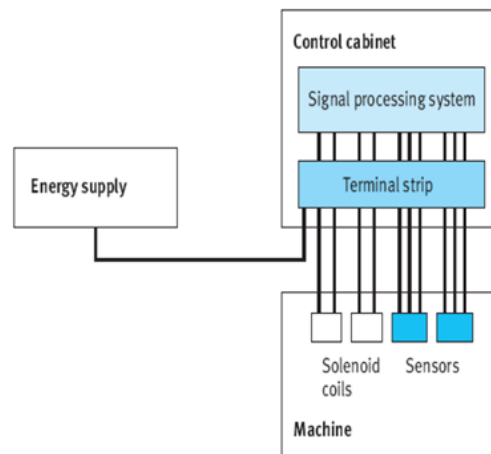 Control cabinet
Signal processing system
Energy supply
Terminal strip
Solenoid
coils
Sensors
Machine